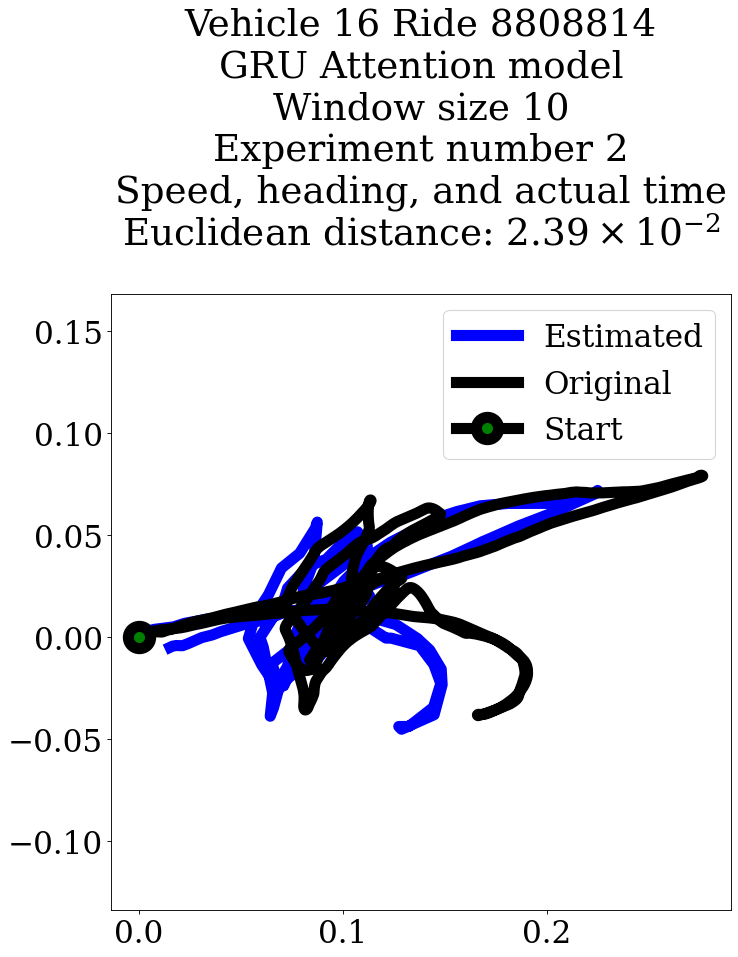 Vehicle 16 Ride 8808814
GRU Attention model
Window size 10
Experiment number 2
Speed, heading, and actual time
Euclidean distance: 2.39 × 10⁻²
Estimated
Original
Start
0.15
0.10
0.05
0.00
−0.05
−0.10
0.0 0.1 0.2